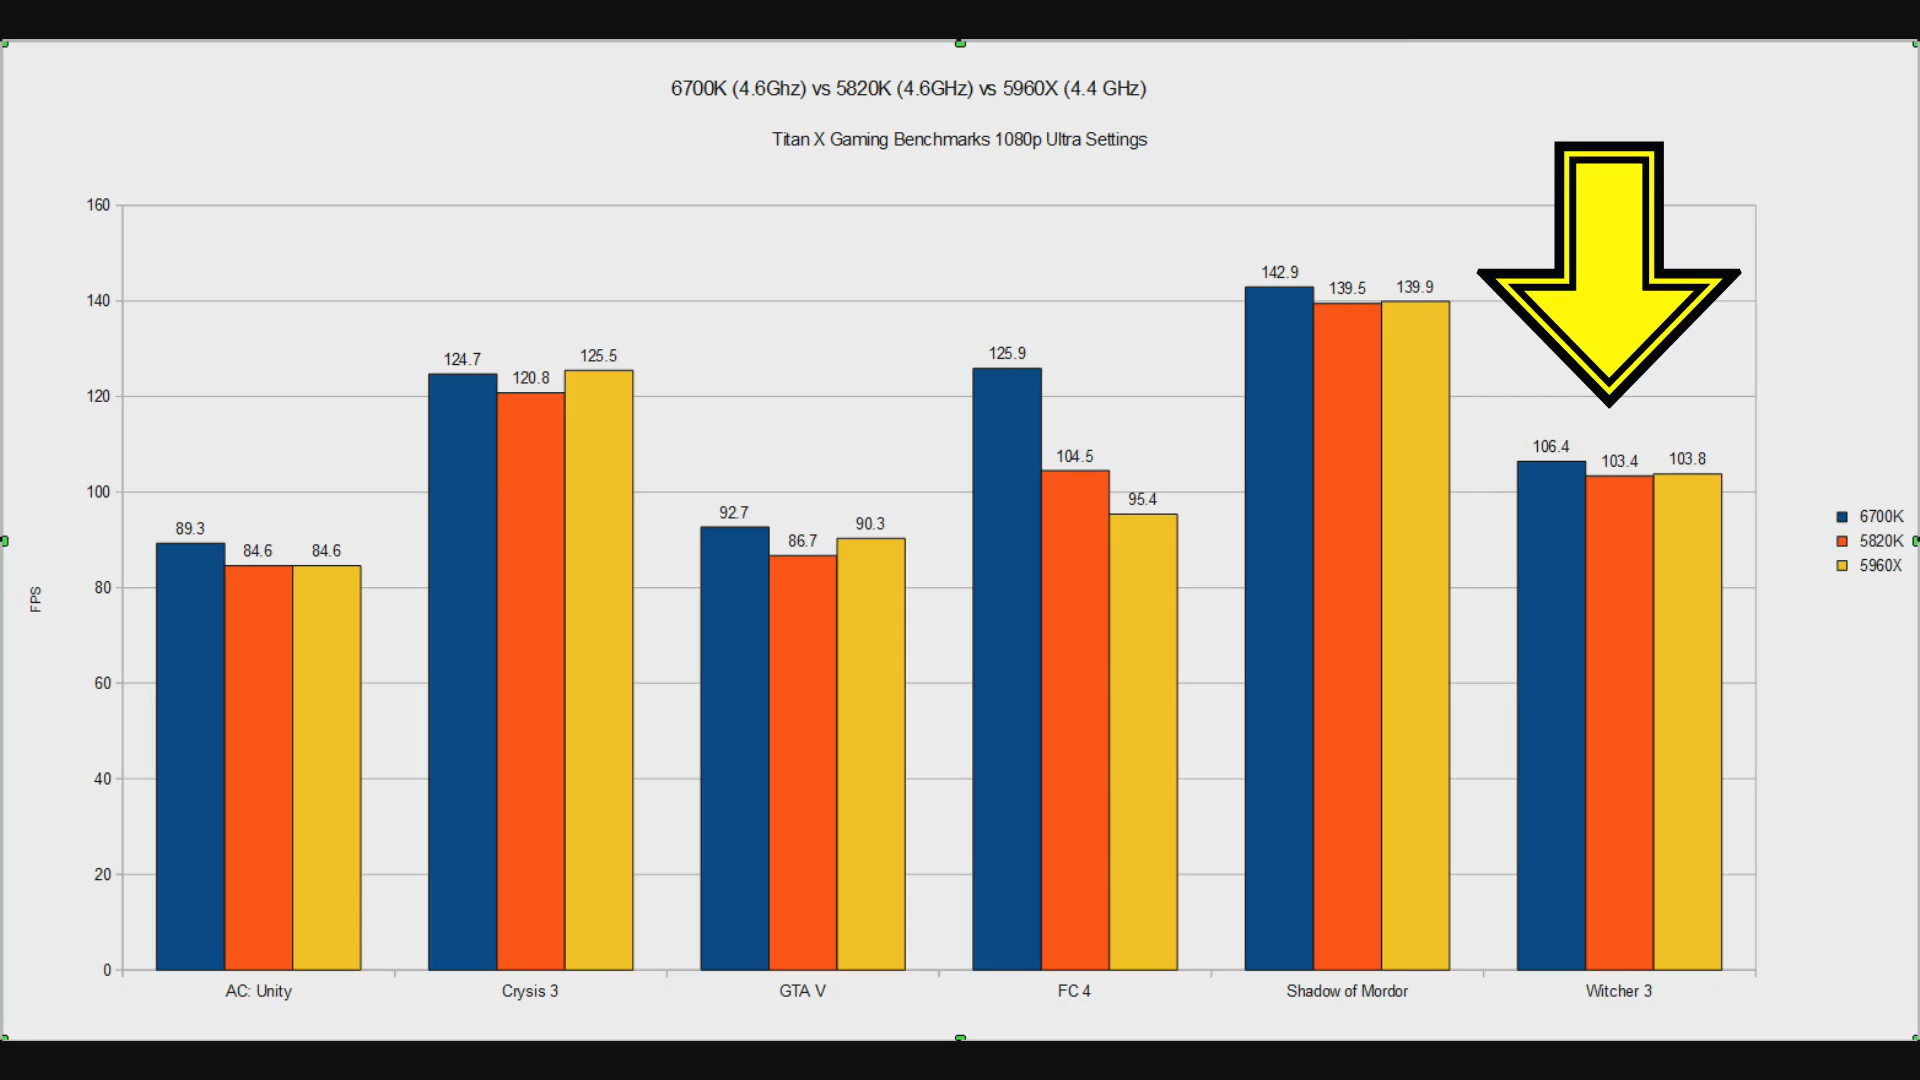 6700K (4.6Ghz) vs 5820K (4.6GHz) vs 5960X (4.4 GHz)
Titan X Gaming Benchmarks 1080p Ultra Settings
160
140
120
100
80
60
40
20
0
FPS
89.3
84.6
84.6
124.7
120.8
125.5
92.7
86.7
90.3
125.9
104.5
95.4
142.9
139.5
139.9
106.4
103.4
103.8
AC: Unity
Crysis 3
GTA V
FC 4
Shadow of Mordor
Witcher 3
6700K
5820K
5960X